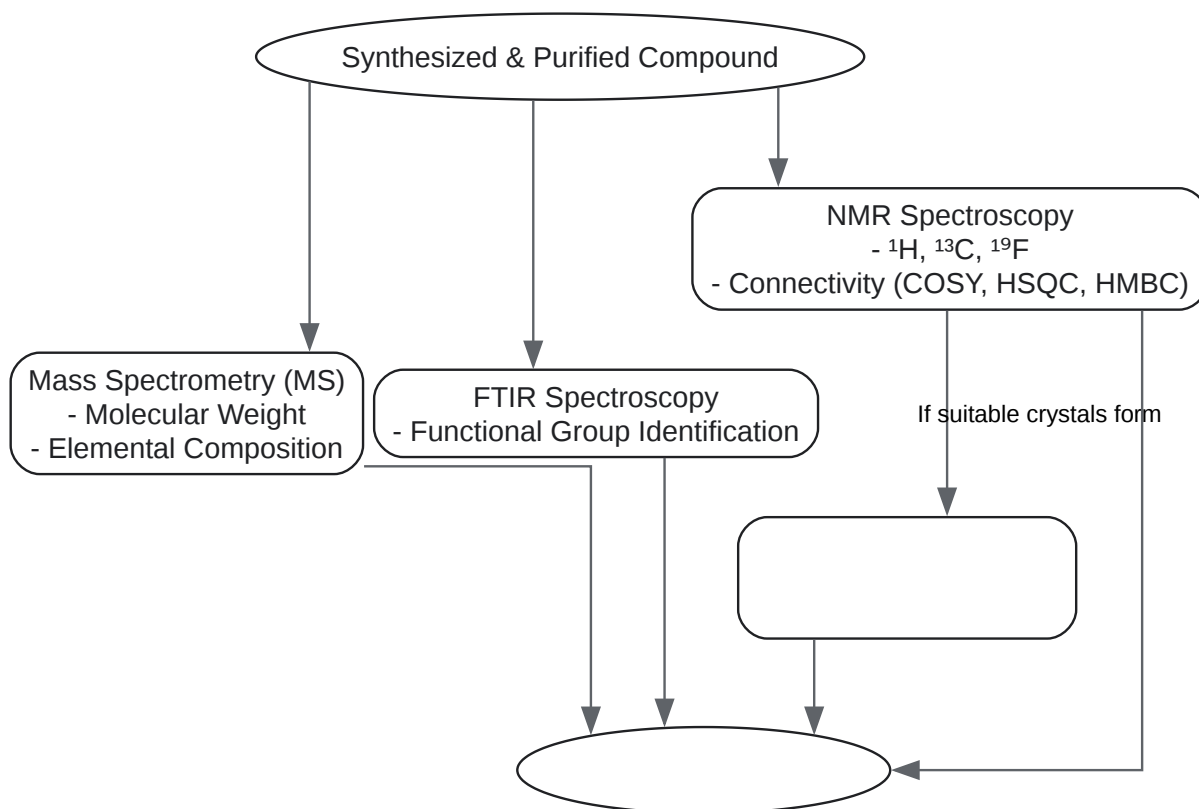 Synthesized & Purified Compound
NMR Spectroscopy
- ¹H, ¹³C, ¹⁹F
- Connectivity (COSY, HSQC, HMBC)
Mass Spectrometry (MS)
- Molecular Weight
- Elemental Composition
FTIR Spectroscopy
- Functional Group Identification
If suitable crystals form